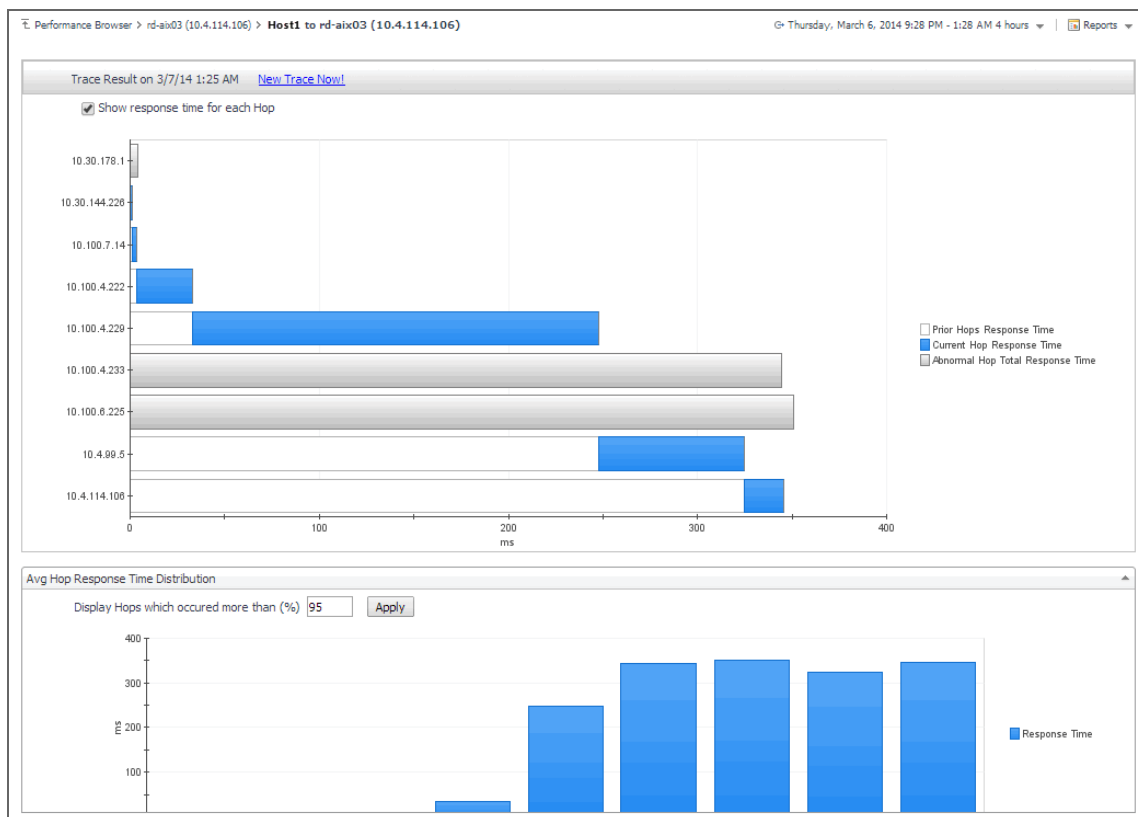 Performance Browser > rd-aix03 (10.4.114.106) > Host1 to rd-aix03 (10.4.114.106)
Thursday, March 6, 2014 9:28 PM - 1:28 AM 4 hours
Reports
Trace Result on 3/7/14 1:25 AM New Trace Now!
Show response time for each Hop
10.30.178.1
10.30.144.226
10.100.7.14
10.100.4.222
10.100.4.229
10.100.4.233
10.100.6.225
10.4.99.5
10.4.114.106
0 100 200 300 400
ms
Prior Hops Response Time
Current Hop Response Time
Abnormal Hop Total Response Time
Avg Hop Response Time Distribution
Display Hops which occured more than (%) 95 Apply
400
300
200
100
ms
Response Time